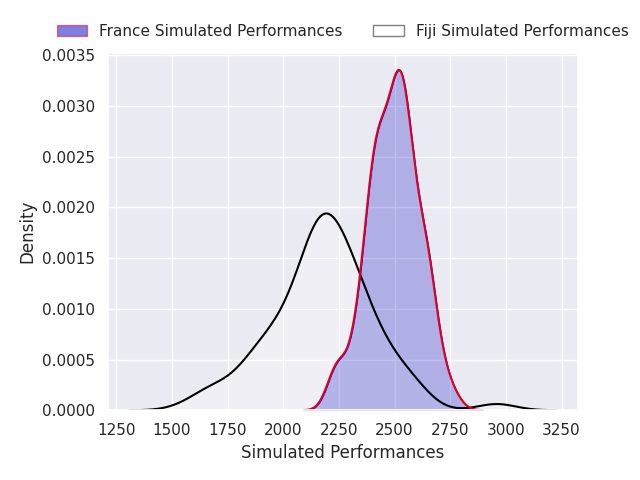 France Simulated Performances
Fiji Simulated Performances
0.0035
0.0030
0.0025
0.0020
0.0015
0.0010
0.0005
0.0000
Density
1250 1500 1750 2000 2250 2500 2750 3000 3250
Simulated Performances